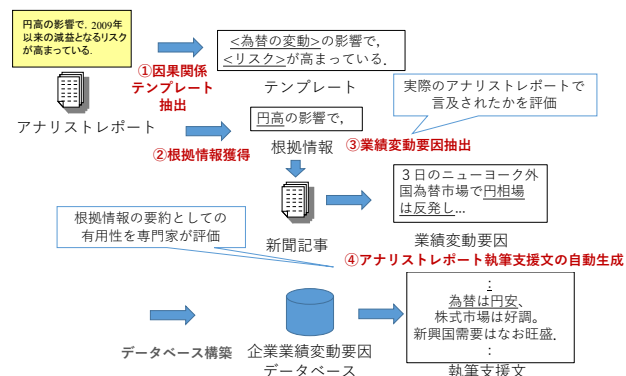 円高の影響で、2009年
以来の減益となるリスク
が高まっている.
①因果関係
テンプレート
抽出
<為替の変動>の影響で,
<リスク>が高まっている.
テンプレート
アナリストレポート
②根拠情報獲得
円高の影響で,
根拠情報
実際のアナリストレポートで
言及されたかを評価
③業績変動要因抽出
3日のニューヨーク外
国為替市場で円相場
は反発し...
根拠情報の要約としての
有用性を専門家が評価
新聞記事
業績変動要因
④アナリストレポート執筆支援文の自動生成
:
為替は円安、
株式市場は好調。
新興国需要はなお旺盛.
:
データベース構築
企業業績変動要因
データベース
執筆支援文